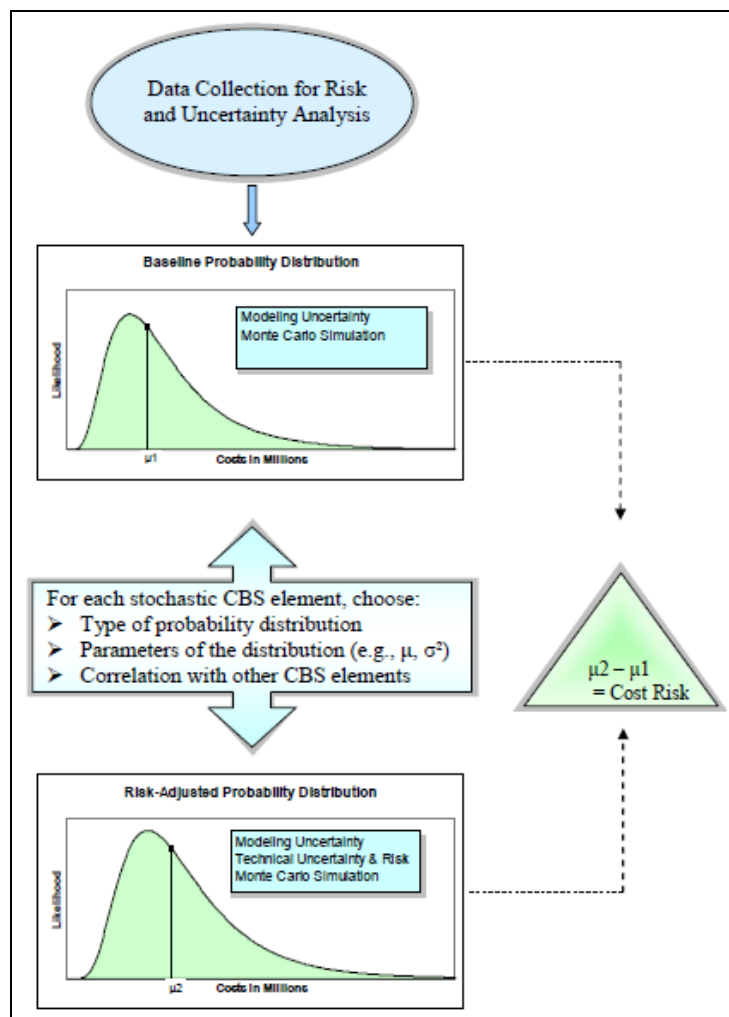 Data Collection for Risk
and Uncertainty Analysis
Baseline Probability Distribution
Modeling Uncertainty
Monte Carlo Simulation
Likelihood
μ1
Costs in Millions
For each stochastic CBS element, choose:
➢ Type of probability distribution
➢ Parameters of the distribution (e.g., μ, σ²)
➢ Correlation with other CBS elements
μ2 – μ1
= Cost Risk
Risk-Adjusted Probability Distribution
Modeling Uncertainty
Technical Uncertainty & Risk
Monte Carlo Simulation
Likelihood
μ2
Costs in Millions